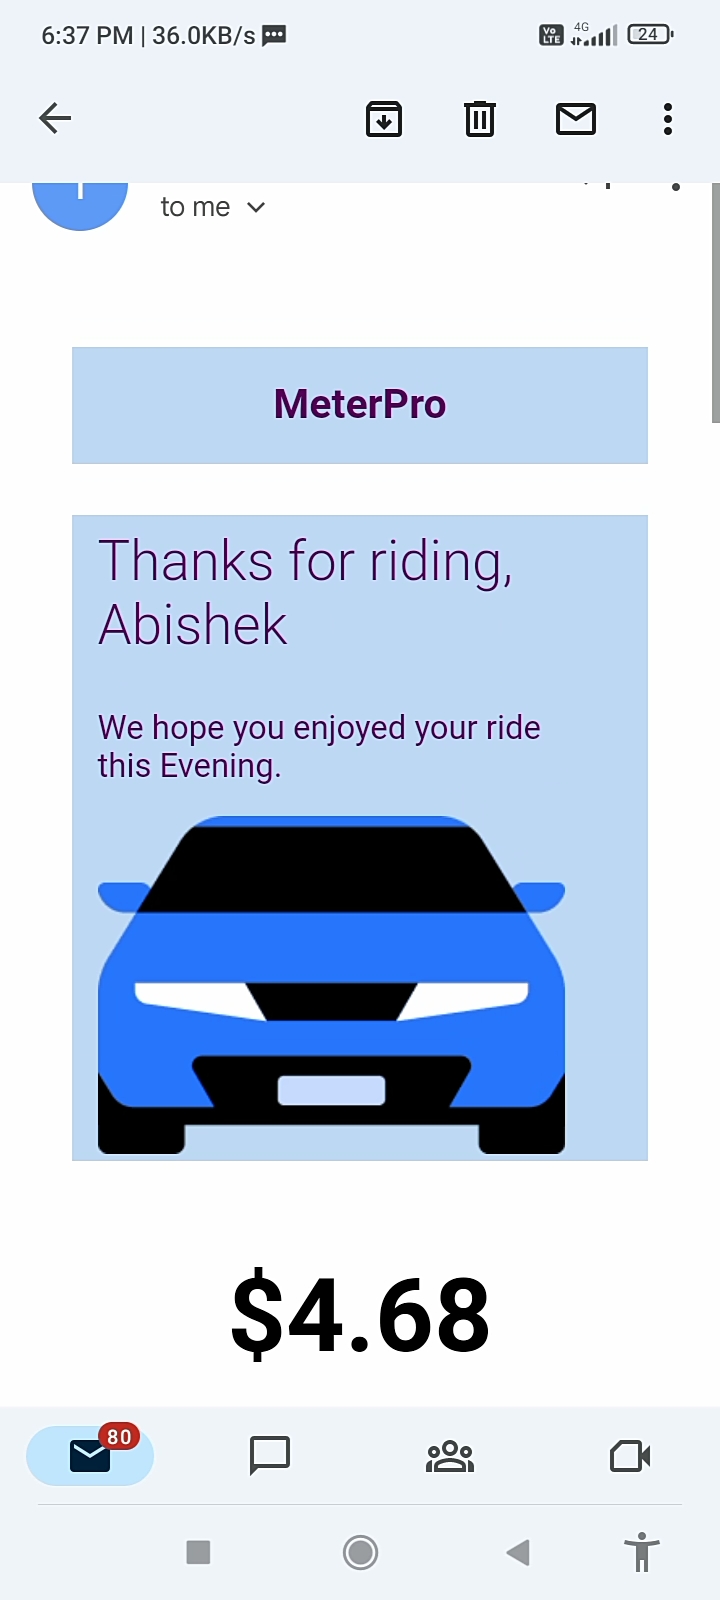 6:37 PM | 36.0KB/s
Vo LTE 4G 24
to me
MeterPro
Thanks for riding,
Abishek
We hope you enjoyed your ride
this Evening.
$4.68
80